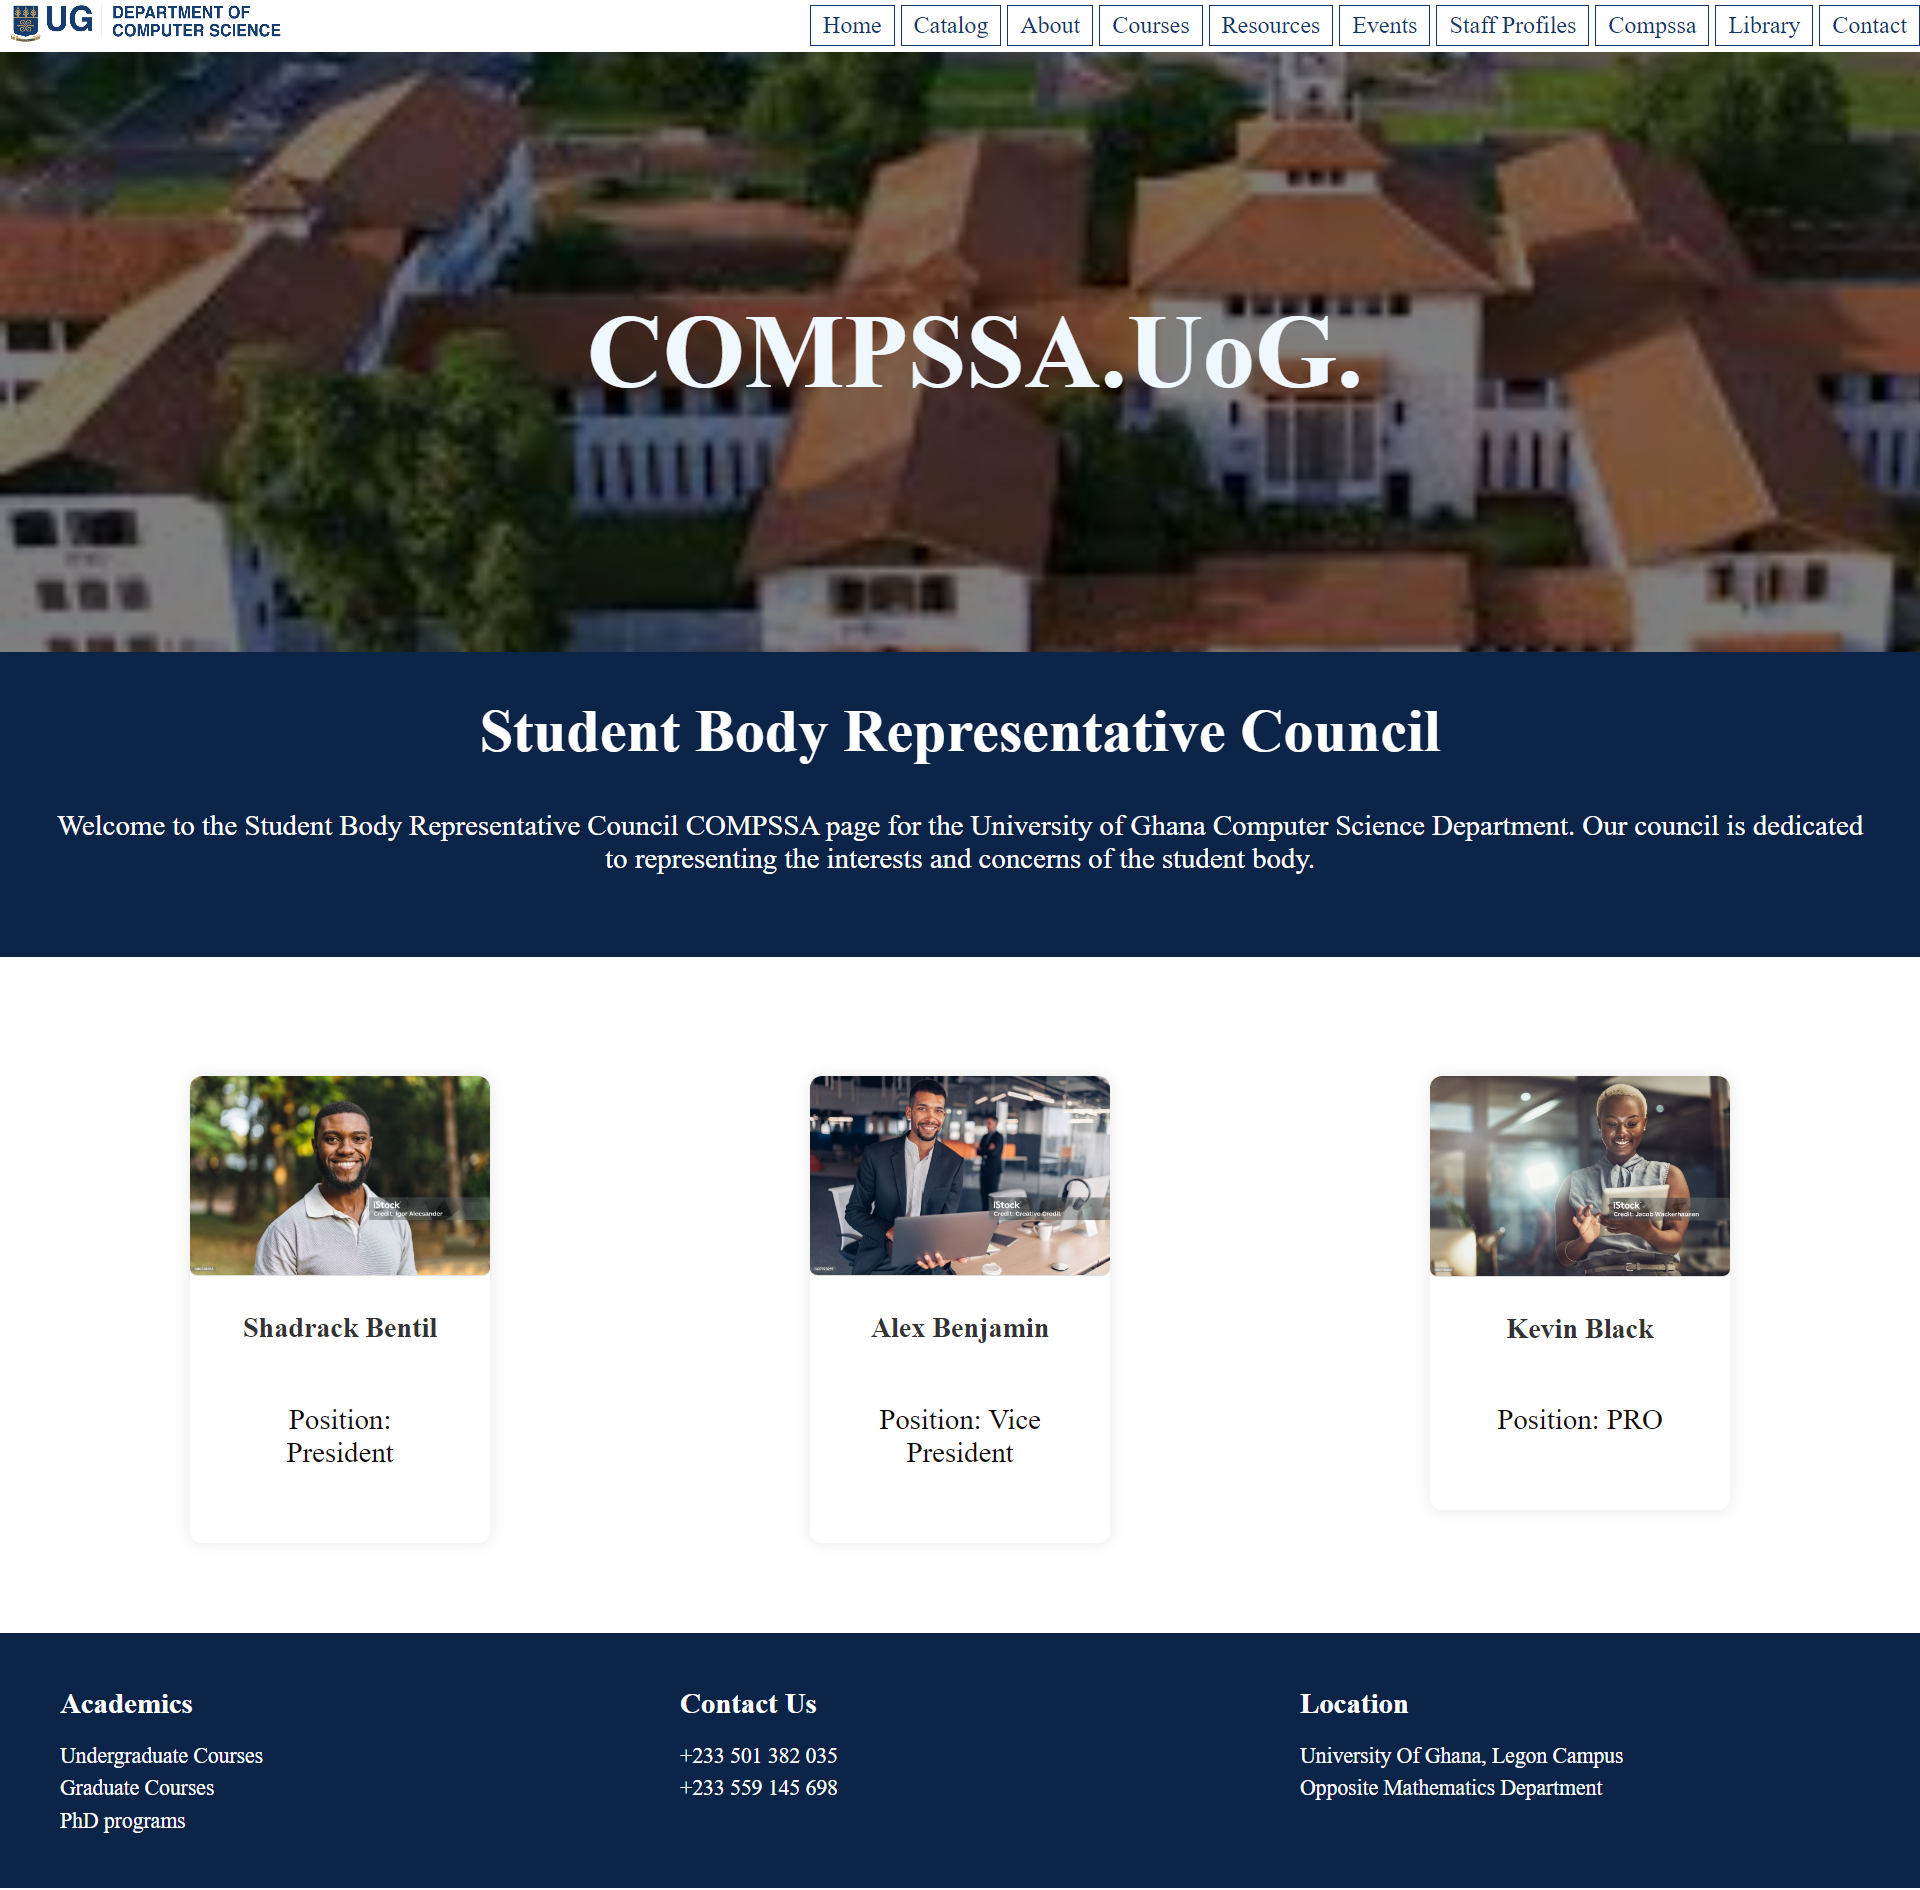 UG DEPARTMENT OF
COMPUTER SCIENCE
Home Catalog About Courses Resources Events Staff Profiles Compssa Library Contact
COMPSSA.UoG.
Student Body Representative Council
Welcome to the Student Body Representative Council COMPSSA page for the University of Ghana Computer Science Department. Our council is dedicated
to representing the interests and concerns of the student body.
iStock
Credit: Igor Alecsander
iStock
Credit: Creative Credit
iStock
Credit: Jacob Wackerhausen
Shadrack Bentil
Position:
President
Alex Benjamin
Position: Vice
President
Kevin Black
Position: PRO
Academics
Undergraduate Courses
Graduate Courses
PhD programs
Contact Us
+233 501 382 035
+233 559 145 698
Location
University Of Ghana, Legon Campus
Opposite Mathematics Department